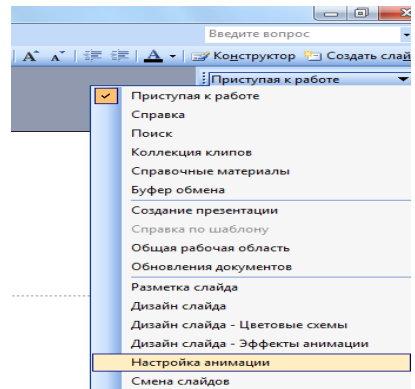 Введите вопрос
A A А Конструктор Создать слай
Приступая к работе
Приступая к работе
Справка
Поиск
Коллекция клипов
Справочные материалы
Буфер обмена
Создание презентации
Справка по шаблону
Общая рабочая область
Обновления документов
Разметка слайда
Дизайн слайда
Дизайн слайда - Цветовые схемы
Дизайн слайда - Эффекты анимации
Настройка анимации
Смена слайдов